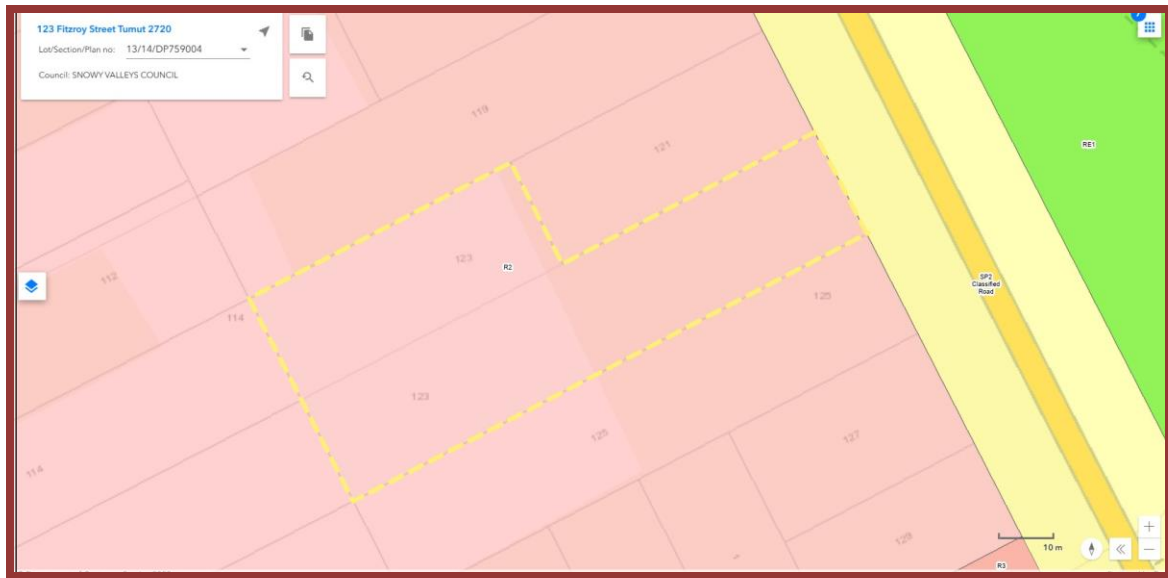 123 Fitzroy Street Tumut 2720
Lot/Section/Plan no: 13/14/DP759004
Council: SNOWY VALLEYS COUNCIL
119
121
RE1
123
R2
112
SP2
Classified
Road
125
114
123
125
127
114
129
10 m
R3